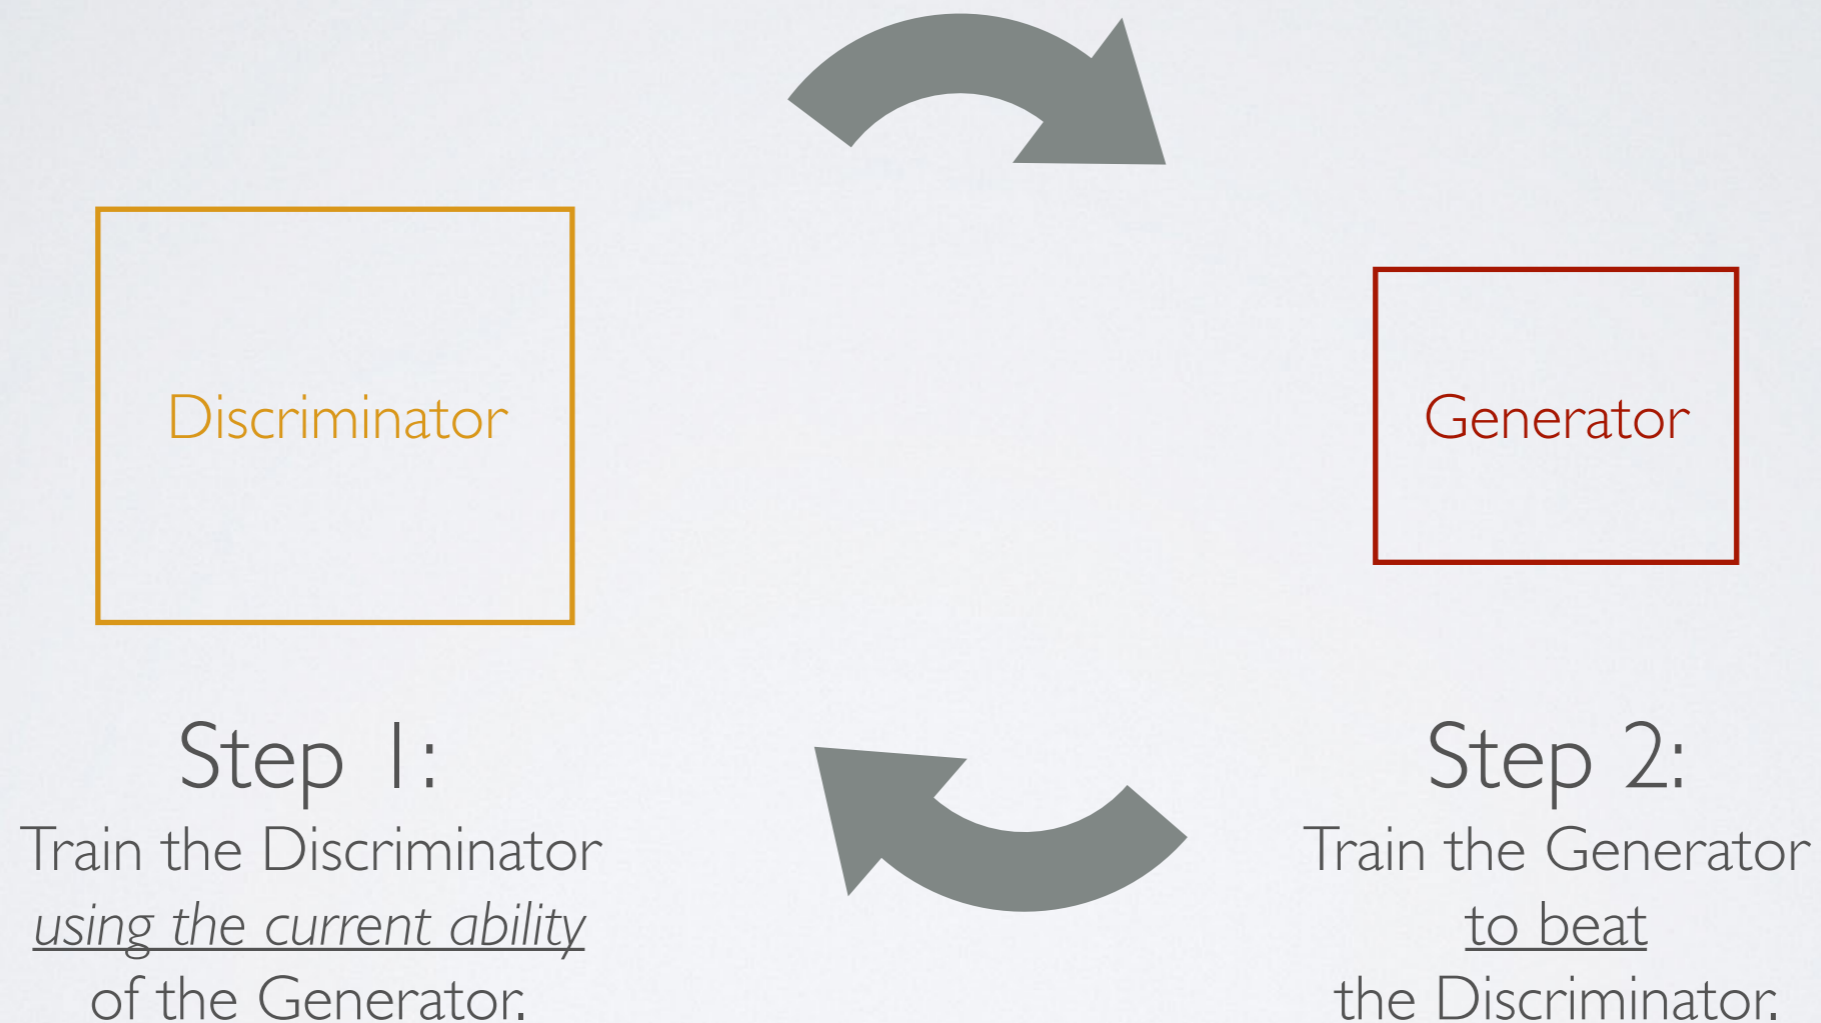 Discriminator
Generator
Step 1:
Train the Discriminator
using the current ability
of the Generator.
Step 2:
Train the Generator
to beat
the Discriminator.